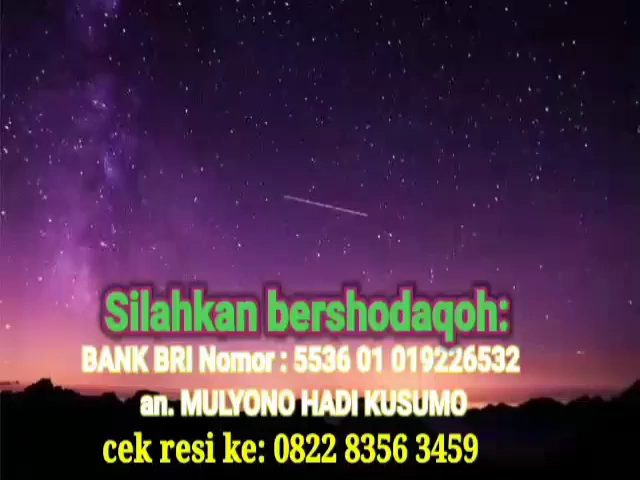 Silahkan bershodaqoh:
BANK BRI Nomor : 5536 01 019226532
an. MULYONO HADI KUSUMO
cek resi ke: 0822 8356 3459